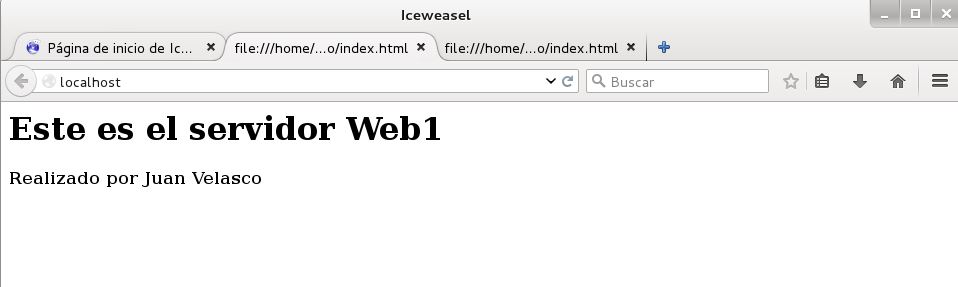 Iceweasel
Página de inicio de Ic... file:///home/...o/index.html file:///home/...o/index.html
localhost Buscar
Este es el servidor Web1
Realizado por Juan Velasco